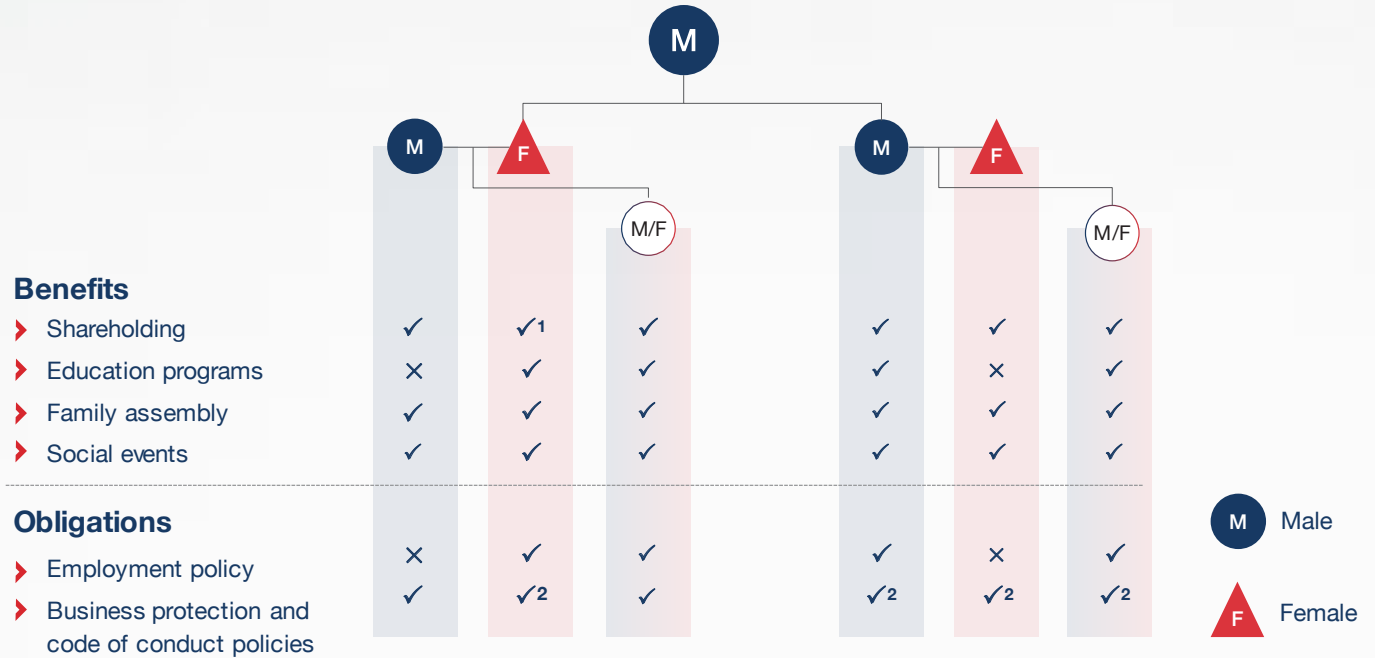 M
M
F
M
F
M/F
M/F
Benefits
Shareholding ✓ ✓1 ✓ ✓ ✓ ✓
Education programs × ✓ ✓ ✓ × ✓
Family assembly ✓ ✓ ✓ ✓ ✓ ✓
Social events ✓ ✓ ✓ ✓ ✓ ✓
Obligations
M Male
Employment policy × ✓ ✓ ✓ × ✓
Business protection and ✓ ✓2 ✓ ✓2 ✓2 ✓2
code of conduct policies
F Female